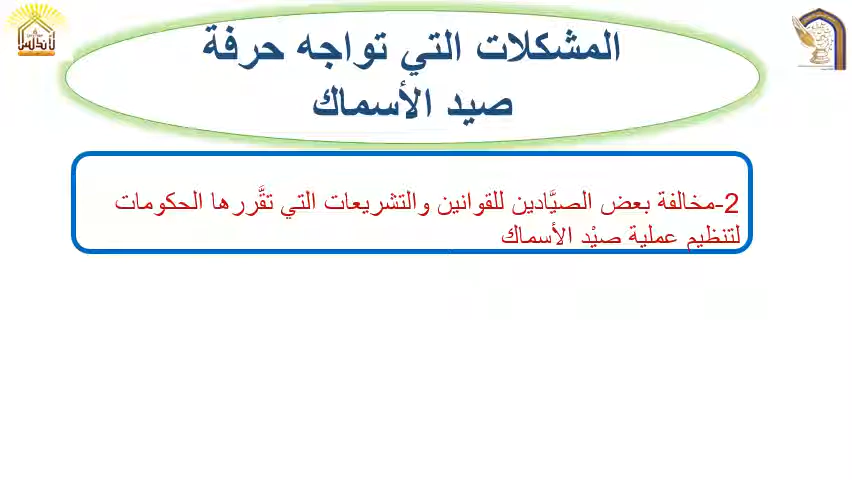 المشكلات التي تواجه حرفة
صيد الأسماك
2-مخالفة بعض الصيَّادين للقوانين والتشريعات التي تقَّررها الحكومات
لتنظيم عملية صيْد الأسماك